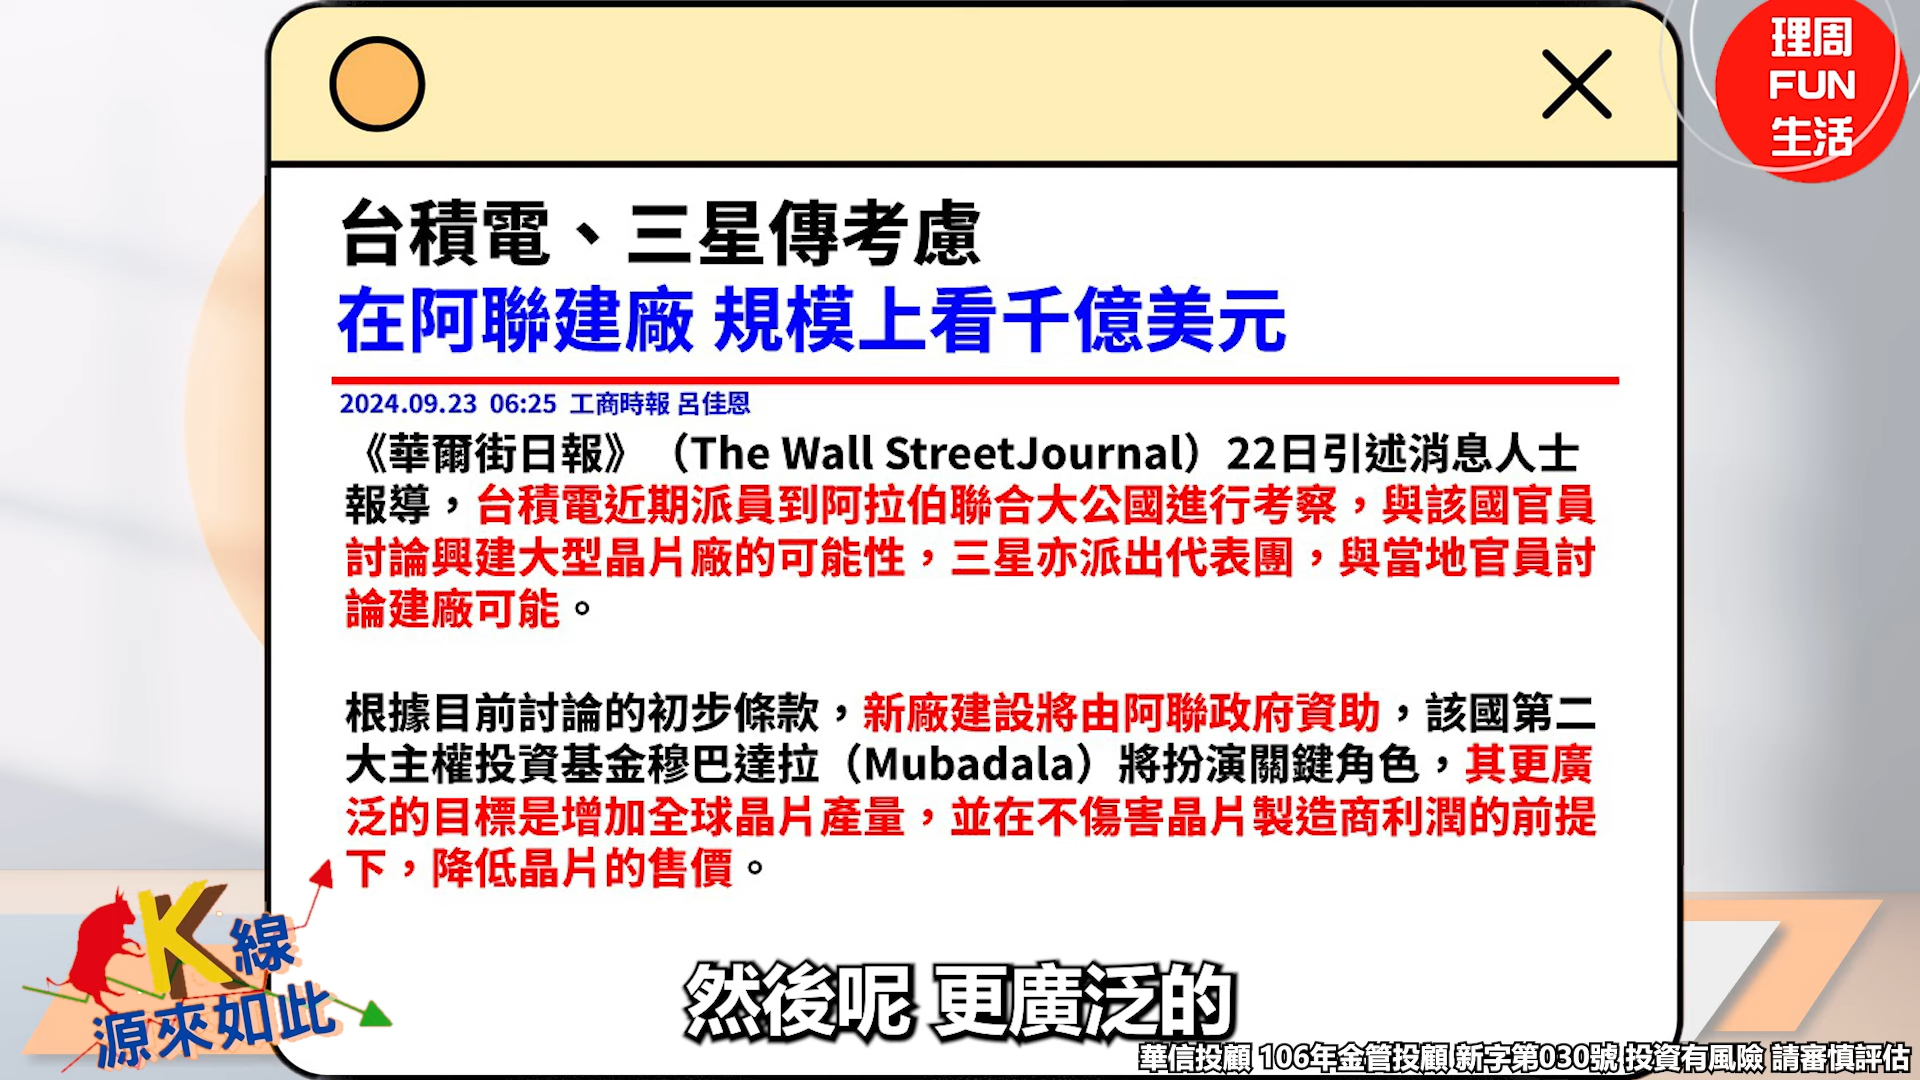 理周
FUN
生活
台積電、三星傳考慮
在阿聯建廠 規模上看千億美元
2024.09.23 06:25 工商時報 呂佳恩
《華爾街日報》（The Wall StreetJournal）22日引述消息人士
報導，台積電近期派員到阿拉伯聯合大公國進行考察，與該國官員
討論興建大型晶片廠的可能性，三星亦派出代表團，與當地官員討
論建廠可能。
根據目前討論的初步條款，新廠建設將由阿聯政府資助，該國第二
大主權投資基金穆巴達拉（Mubadala）將扮演關鍵角色，其更廣
泛的目標是增加全球晶片產量，並在不傷害晶片製造商利潤的前提
下，降低晶片的售價。
K線
源來如此
然後呢 更廣泛的
華信投顧 106年金管投顧 新字第030號 投資有風險 請審慎評估